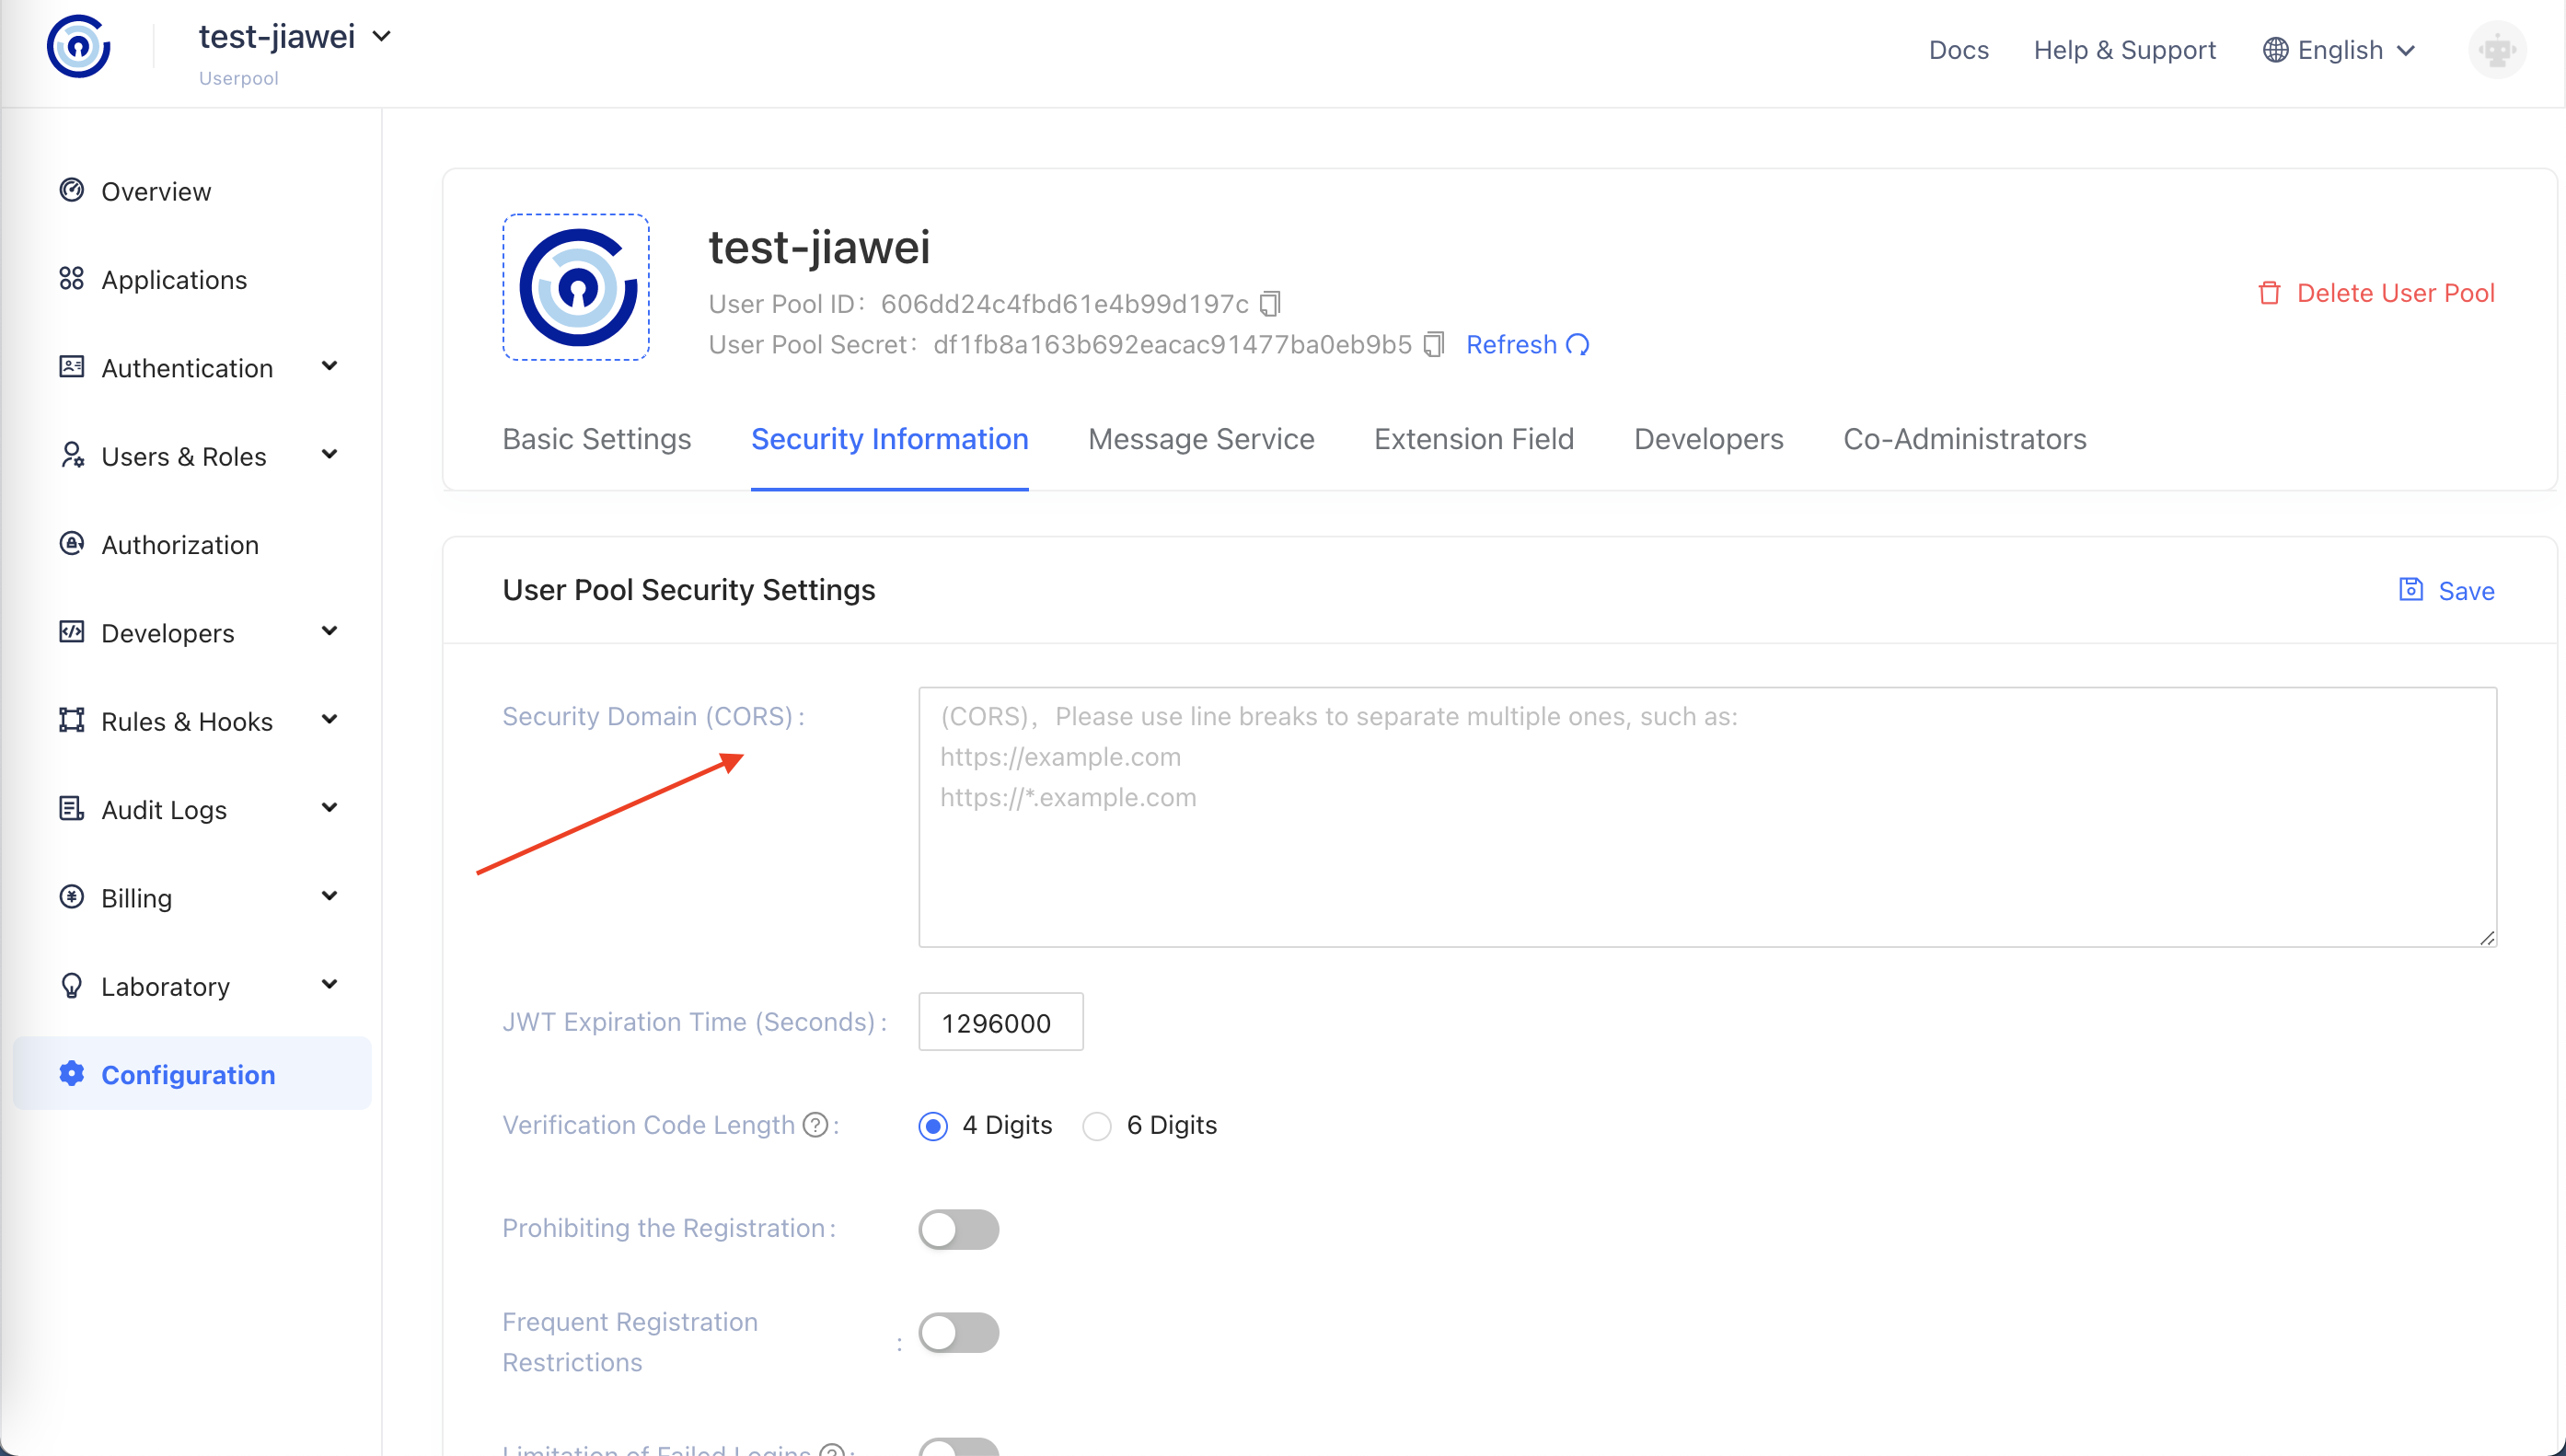 test-jiawei
Userpool
Docs
Help & Support
English
Overview
Applications
Authentication
Users & Roles
Authorization
Developers
Rules & Hooks
Audit Logs
Billing
Laboratory
Configuration
test-jiawei
User Pool ID： 606dd24c4fbd61e4b99d197c
User Pool Secret： df1fb8a163b692eacac91477ba0eb9b5 Refresh
Delete User Pool
Basic Settings
Security Information
Message Service
Extension Field
Developers
Co-Administrators
User Pool Security Settings
Save
Security Domain (CORS) :
(CORS)， Please use line breaks to separate multiple ones, such as:
https://example.com
https://*.example.com
JWT Expiration Time (Seconds) :
1296000
Verification Code Length ? :
4 Digits
6 Digits
Prohibiting the Registration :
Frequent Registration
Restrictions :
Limitation of Failed Logins ? :